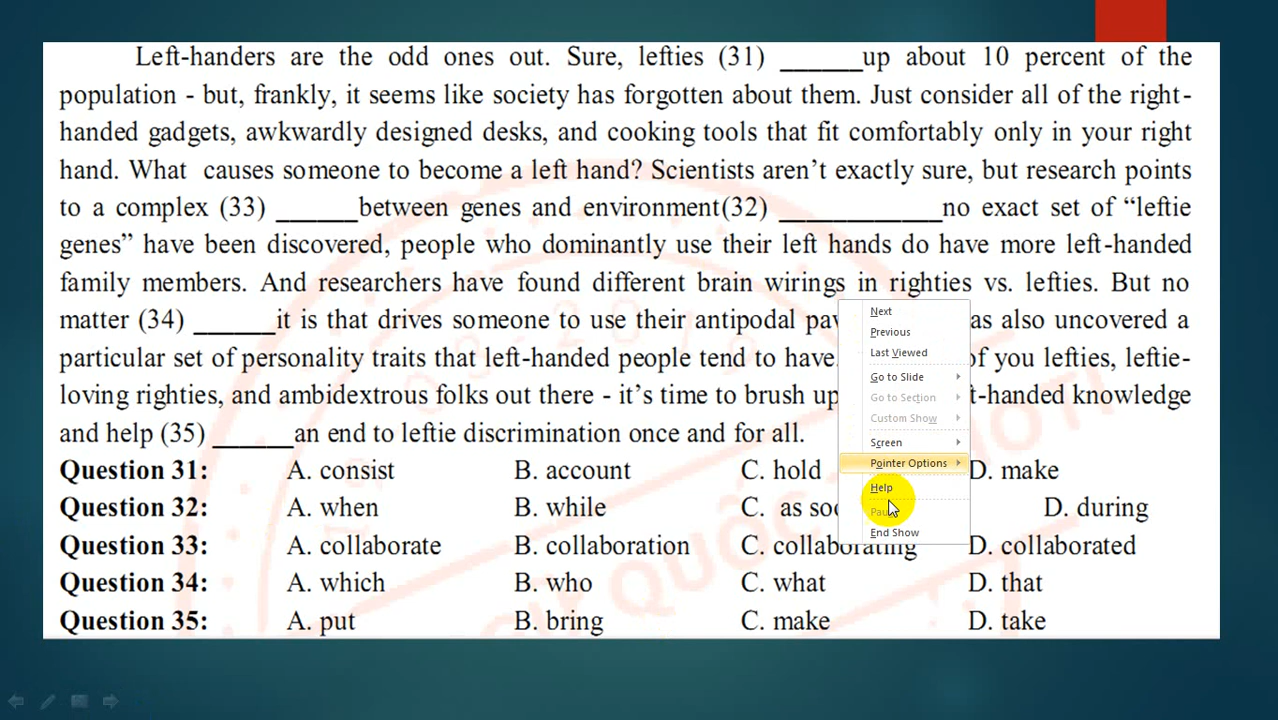 Left-handers are the odd ones out. Sure, lefties (31) ______up about 10 percent of the
population - but, frankly, it seems like society has forgotten about them. Just consider all of the right-
handed gadgets, awkwardly designed desks, and cooking tools that fit comfortably only in your right
hand. What causes someone to become a left hand? Scientists aren't exactly sure, but research points
to a complex (33) ______between genes and environment(32) ____________no exact set of “leftie
genes” have been discovered, people who dominantly use their left hands do have more left-handed
family members. And researchers have found different brain wirings in righties vs. lefties. But no
matter (34) ______it is that drives someone to use their antipodal as also uncovered a
particular set of personality traits that left-handed people tend to have. of you lefties, leftie-
loving righties, and ambidextrous folks out there - it's time to brush up t-handed knowledge
and help (35) ______an end to leftie discrimination once and for all.
Question 31: A. consist B. account C. hold D. make
Question 32: A. when B. while C. as D. during
Question 33: A. collaborate B. collaboration C. collaborating D. collaborated
Question 34: A. which B. who C. what D. that
Question 35: A. put B. bring C. make D. take
Next
Previous
Last Viewed
Go to Slide
Go to Section
Custom Show
Screen
Pointer Options
Help
End Show
03-2019
QUỐC